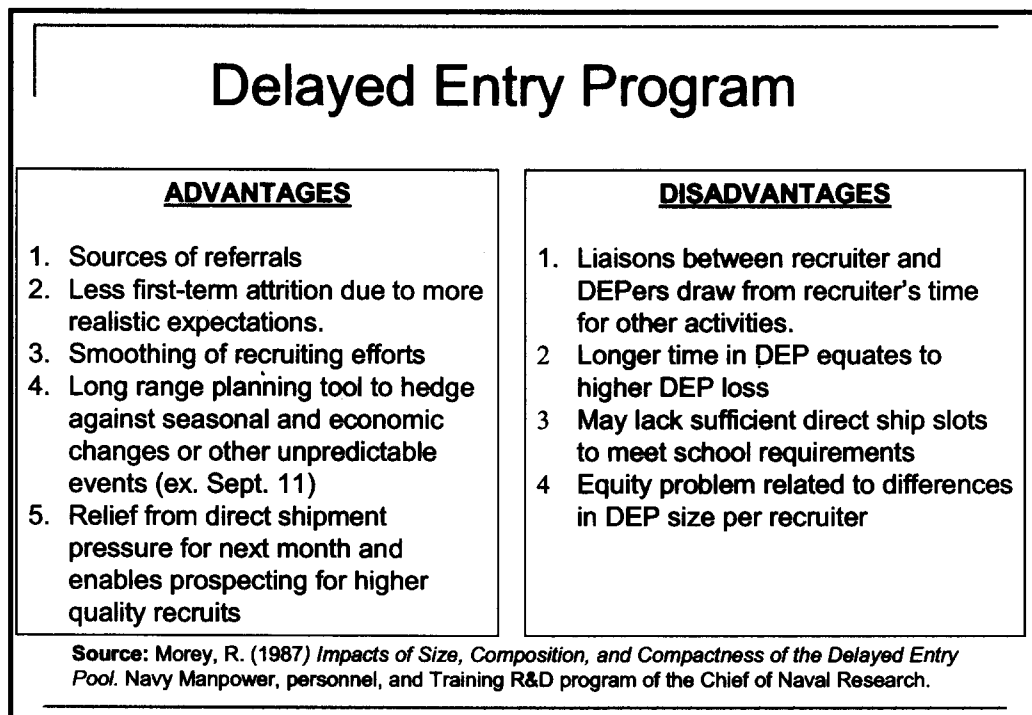 Delayed Entry Program
ADVANTAGES
1. Sources of referrals
2. Less first-term attrition due to more
realistic expectations.
3. Smoothing of recruiting efforts
4. Long range planning tool to hedge
against seasonal and economic
changes or other unpredictable
events (ex. Sept. 11)
5. Relief from direct shipment
pressure for next month and
enables prospecting for higher
quality recruits
DISADVANTAGES
1. Liaisons between recruiter and
DEPers draw from recruiter's time
for other activities.
2 Longer time in DEP equates to
higher DEP loss
3 May lack sufficient direct ship slots
to meet school requirements
4 Equity problem related to differences
in DEP size per recruiter
Source: Morey, R. (1987) Impacts of Size, Composition, and Compactness of the Delayed Entry
Pool. Navy Manpower, personnel, and Training R&D program of the Chief of Naval Research.